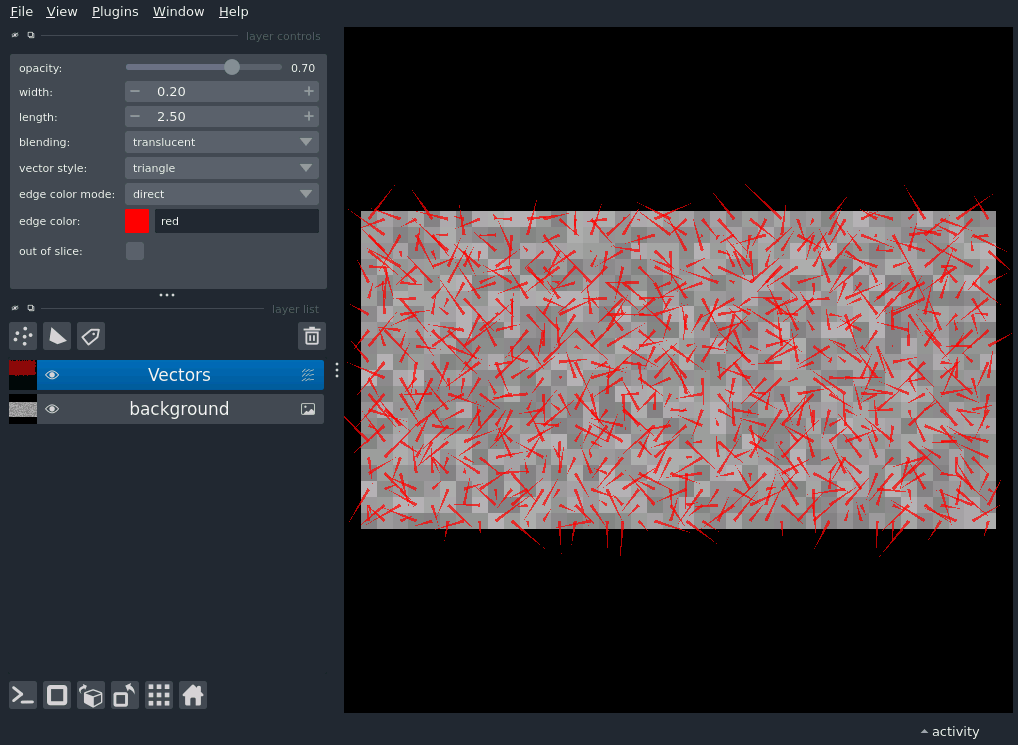 File View Plugins Window Help
layer controls
opacity: 0.70
width: 0.20
length: 2.50
blending: translucent
vector style: triangle
edge color mode: direct
edge color: red
out of slice:
layer list
Vectors
background
activity